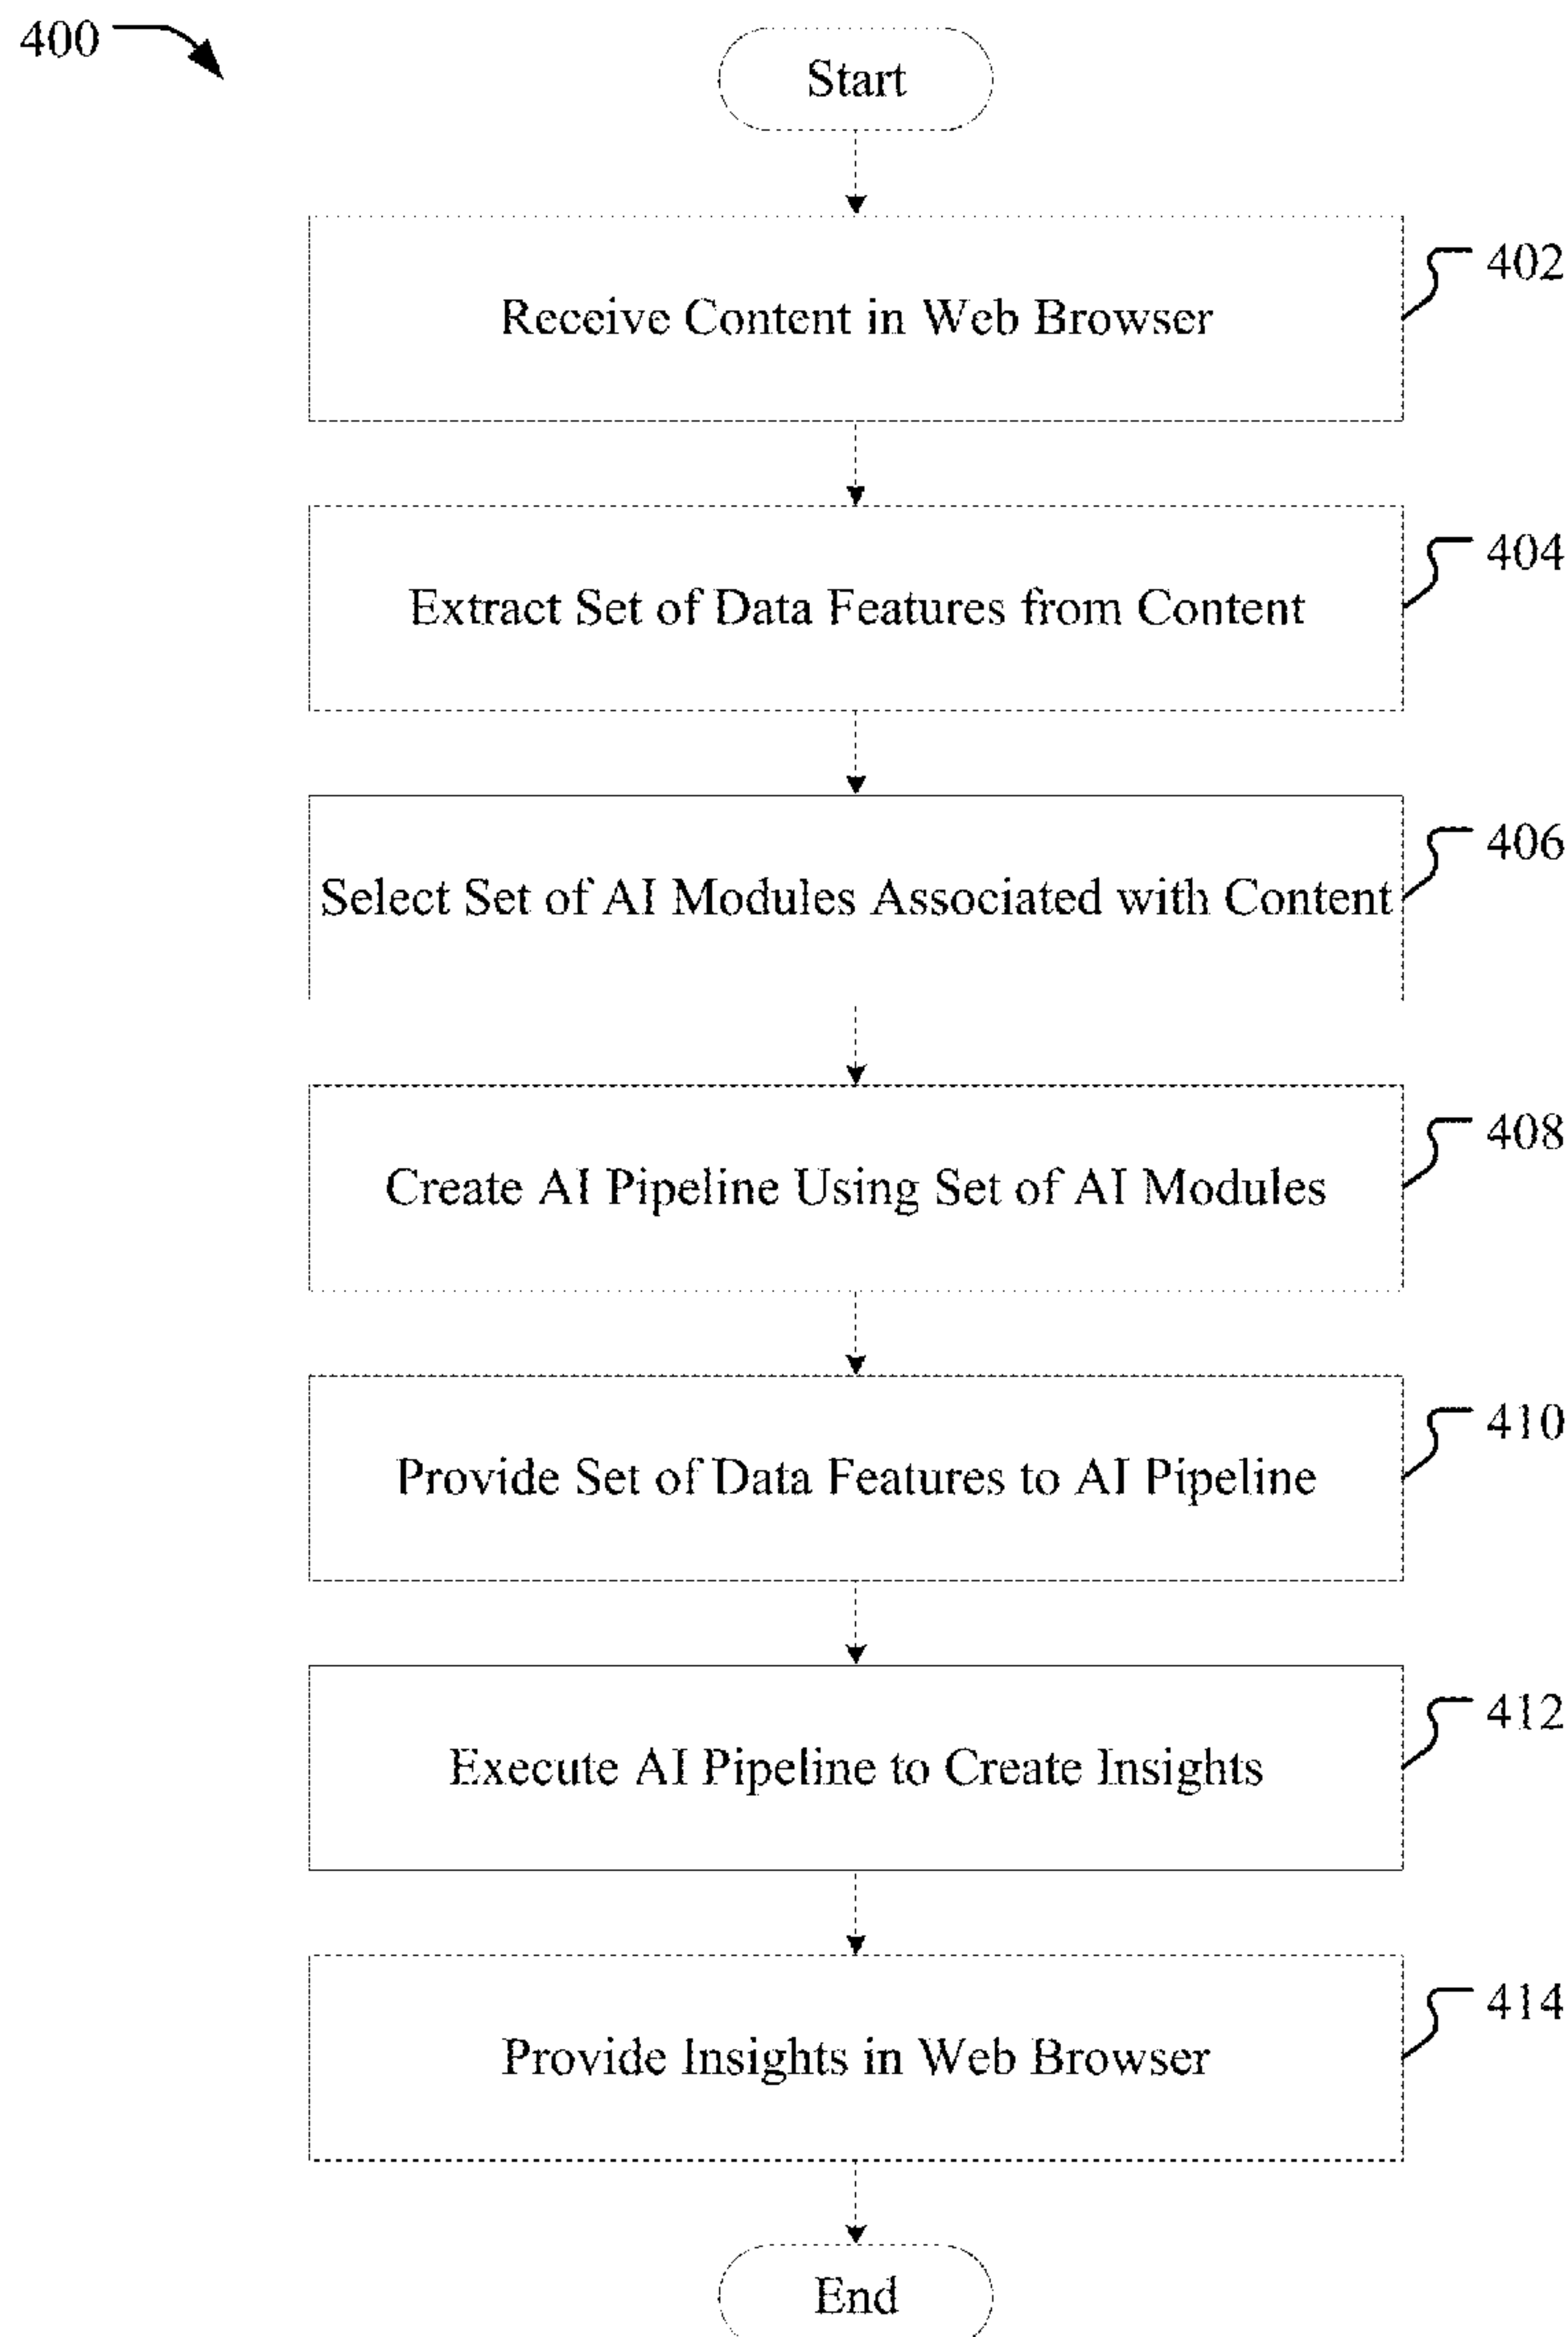 400
Start
Receive Content in Web Browser
402
Extract Set of Data Features from Content
404
Select Set of AI Modules Associated with Content
406
Create AI Pipeline Using Set of AI Modules
408
Provide Set of Data Features to AI Pipeline
410
Execute AI Pipeline to Create Insights
412
Provide Insights in Web Browser
414
End